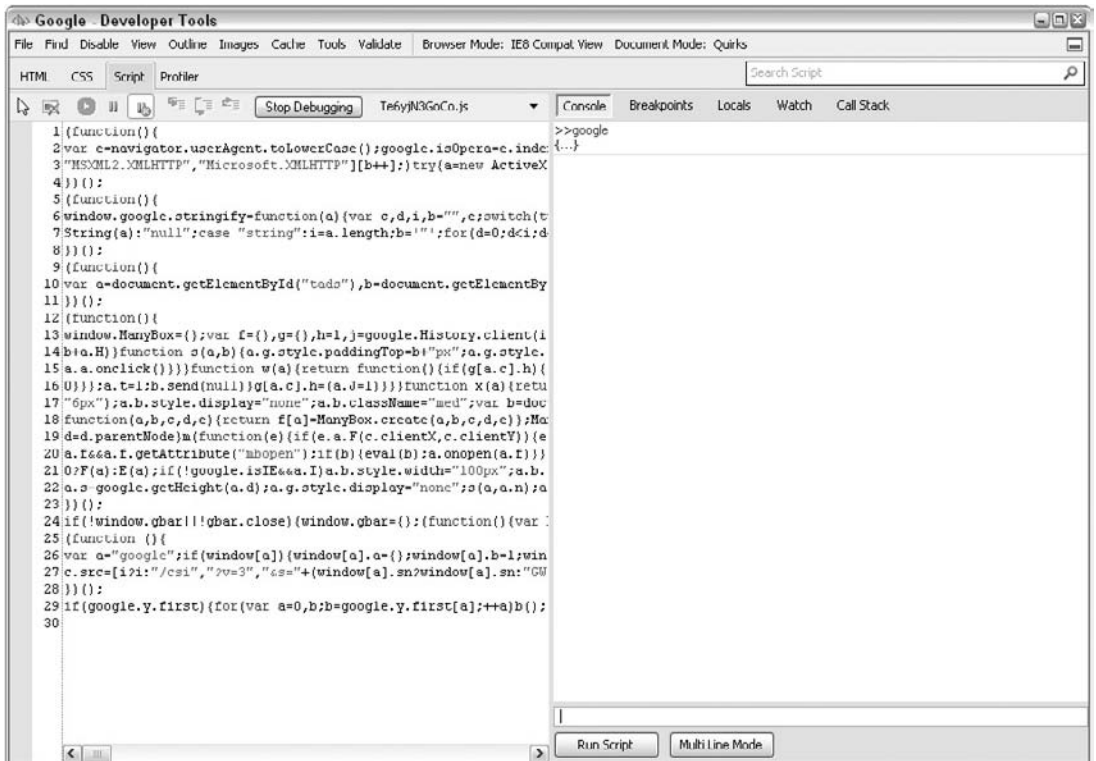 Google - Developer Tools
File Find Disable View Outline Images Cache Tools Validate Browser Mode: IE8 Compat View Document Mode: Quirks
HTML CSS Script Profiler Search Script
Stop Debugging Te6yjN3GoCo.js Console Breakpoints Locals Watch Call Stack
>>google
{...}
1 (function(){
2 var e=navigator.userAgent.toLowerCase();google.isOpera=e.inde
3 "MSXML2.XMLHTTP","Microsoft.XMLHTTP"][b++];)try{a=new ActiveX
4 })();
5 (function(){
6 window.google.stringify=function(a){var c,d,i,b="",e;switch(t
7 String(a):"null";case "string":i=a.length;b='"';for(d=0;d<i;d
8 })();
9 (function(){
10 var a=document.getElementById("tads"),b=document.getElementBy
11 })();
12 (function(){
13 window.ManyBox={};var f={},g={},h=1,j=google.History.client(i
14 b+a.H)}function s(a,b){a.g.style.paddingTop=b+"px";a.g.style.
15 a.a.onclick()}}}function w(a){return function(){if(g[a.c].h){
16 0}}};a.t=1;b.send(null)}g[a.c].h=(a.J=1)}}}function x(a){retu
17 "6px");a.b.style.display="none";a.b.className="med";var b=doc
18 function(a,b,c,d,e){return f[a]=ManyBox.create(a,b,c,d,e)};Ma
19 d=d.parentNode}m(function(e){if(e.a.F(c.clientX,c.clientY)){e
20 a.f&&a.f.getAttribute("mbopen");if(b){eval(b);a.onopen(a.f)}}
21 0?F(a):E(a);if(!google.isIE&&a.I)a.b.style.width="100px";a.b.
22 a.s=google.getHeight(a.d);a.g.style.display="none";s(a,a.n);a
23 })();
24 if(!window.gbar||!gbar.close){window.gbar={};(function(){var
25 (function (){
26 var a="google";if(window[a]){window[a].a={};window[a].b=1;win
27 c.src=[i?i:"/csi","?v=3","&s="+(window[a].sn?window[a].sn:"GW
28 })();
29 if(google.y.first){for(var a=0,b;b=google.y.first[a];++a)b();
30
Run Script Multi Line Mode